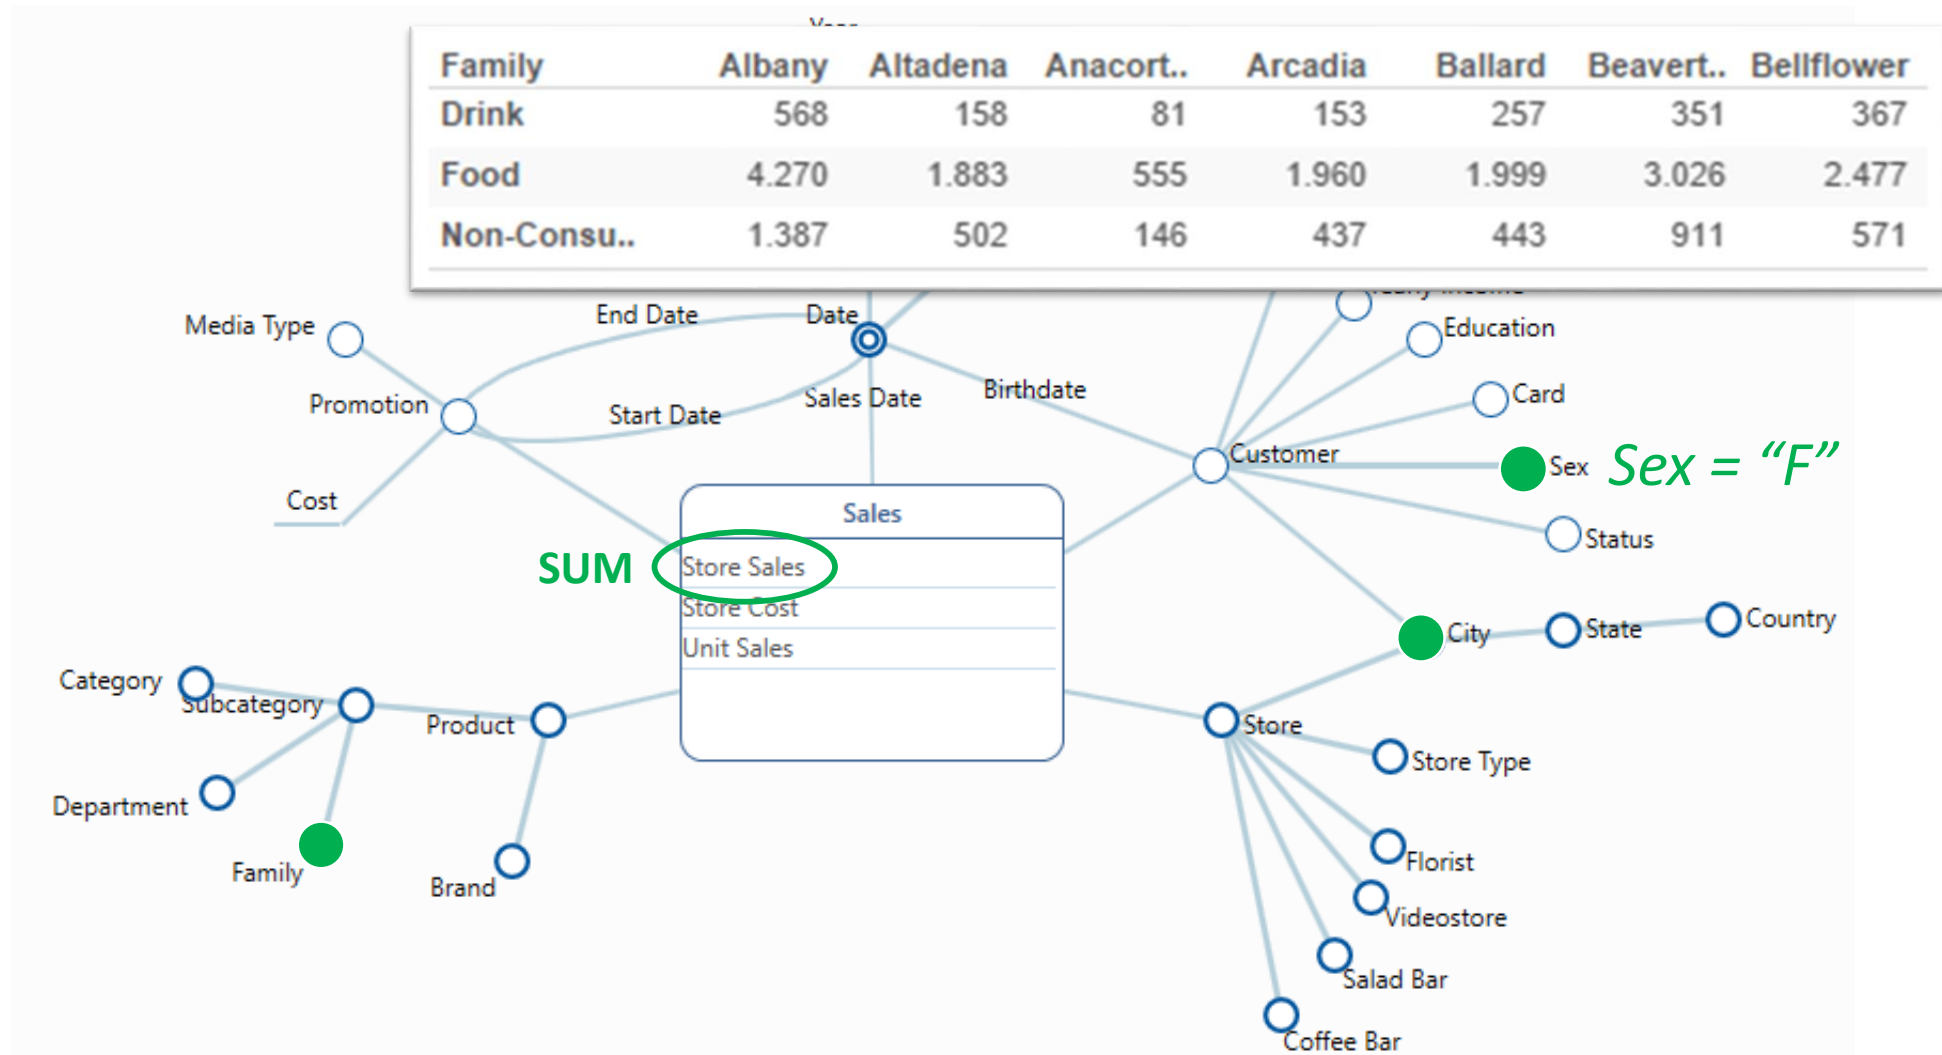 Family Albany Altadena Anacort.. Arcadia Ballard Beavert.. Bellflower
Drink 568 158 81 153 257 351 367
Food 4.270 1.883 555 1.960 1.999 3.026 2.477
Non-Consu.. 1.387 502 146 437 443 911 571
End Date
Date
Media Type
Education
Promotion
Start Date
Sales Date
Birthdate
Card
Customer
Sex
Sex = “F”
Cost
Sales
Status
SUM
Store Sales
Store Cost
Unit Sales
City
State
Country
Category
Subcategory
Product
Store
Store Type
Department
Family
Brand
Florist
Videostore
Salad Bar
Coffee Bar